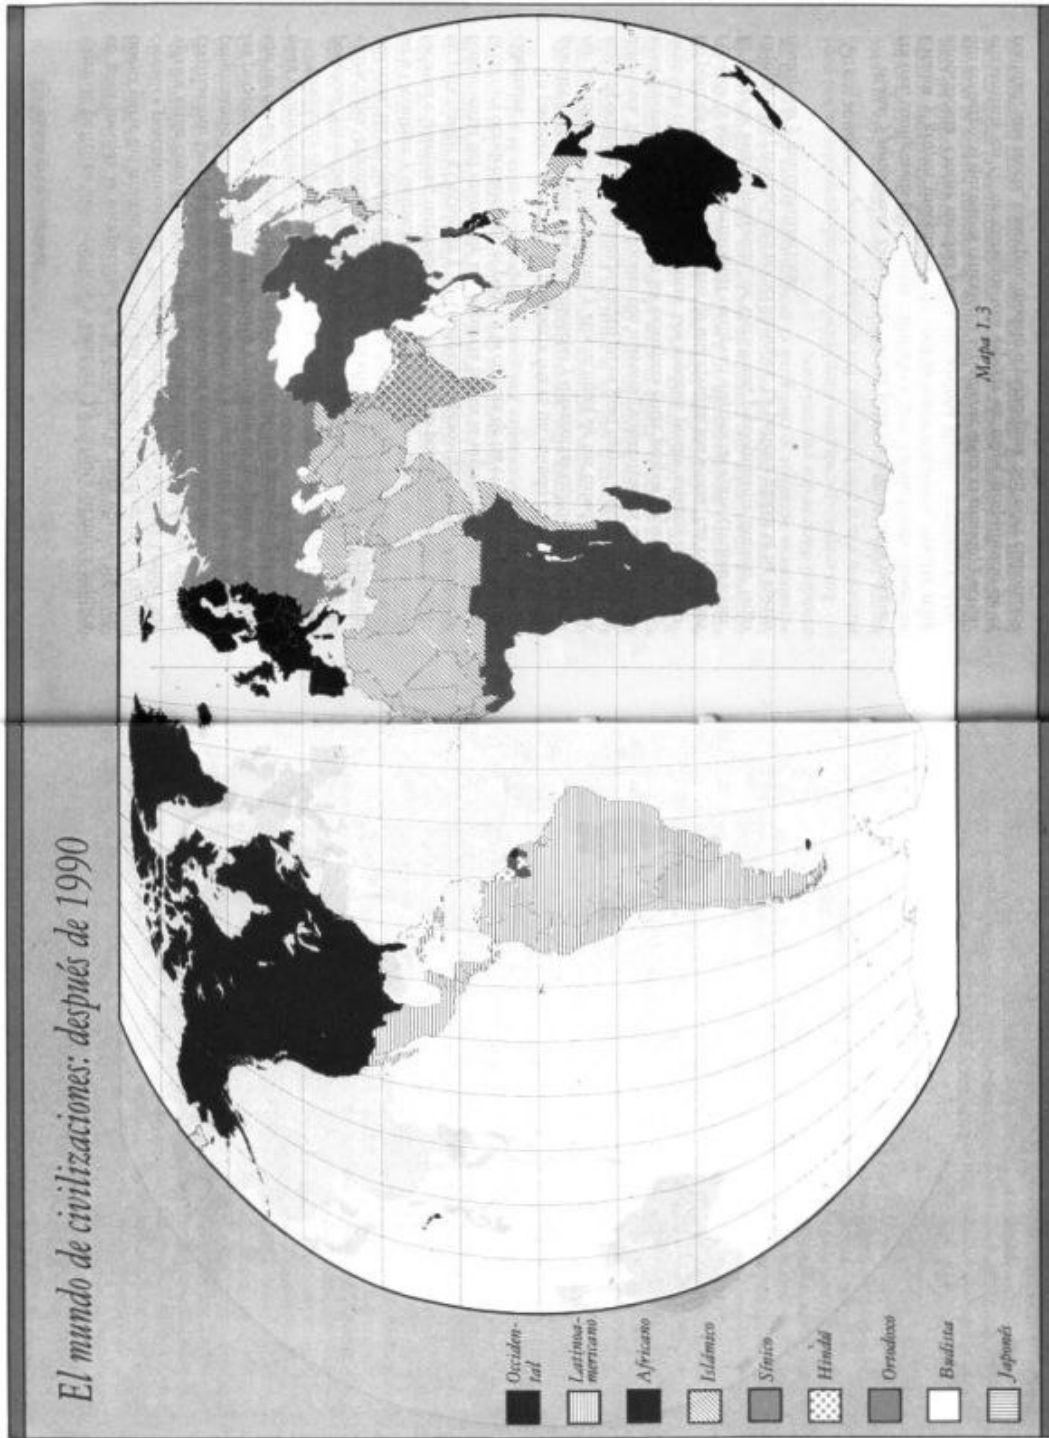 El mundo de civilizaciones: después de 1990
Occiden-
tal
Latinoa-
mericano
Africano
Islámico
Sínico
Hindú
Ortodoxo
Budista
Japonés
Mapa 1.3